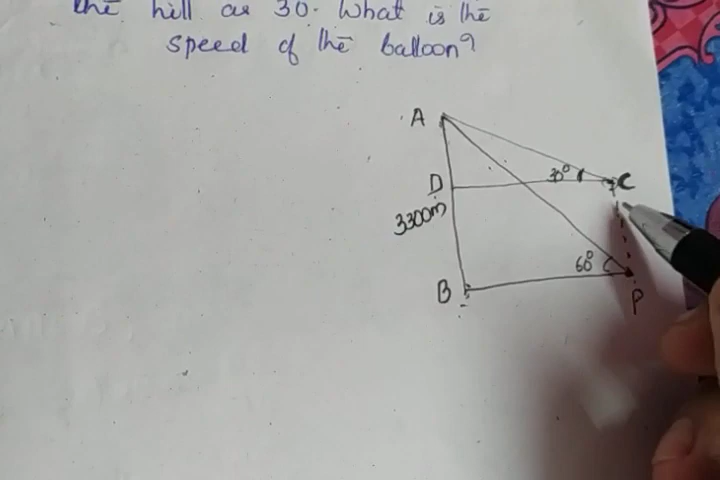 the hill as 30. What is the
speed of the balloon?
A
30° C
D
3300m
60°
B
P